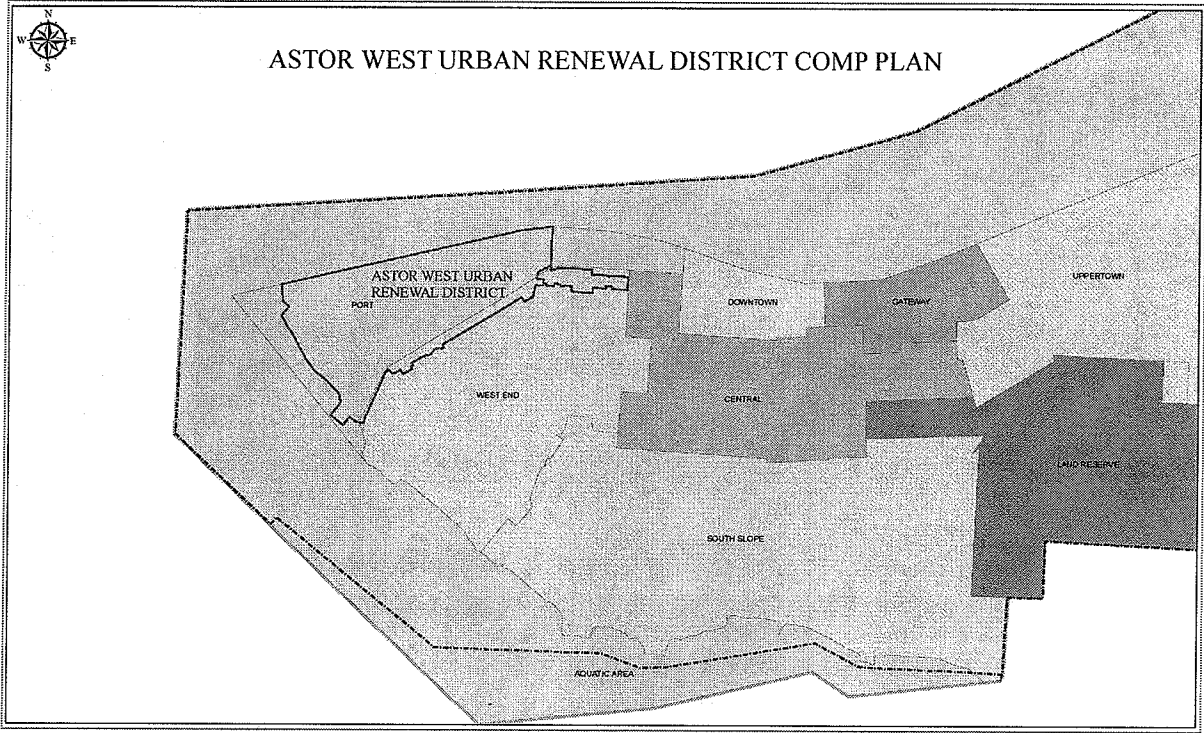 N
W E
S
ASTOR WEST URBAN RENEWAL DISTRICT COMP PLAN
ASTOR WEST URBAN
RENEWAL DISTRICT
PORT
UPPERTOWN
DOWNTOWN
GATEWAY
WEST END
CENTRAL
LAND RESERVE
SOUTH SLOPE
AQUATIC AREA